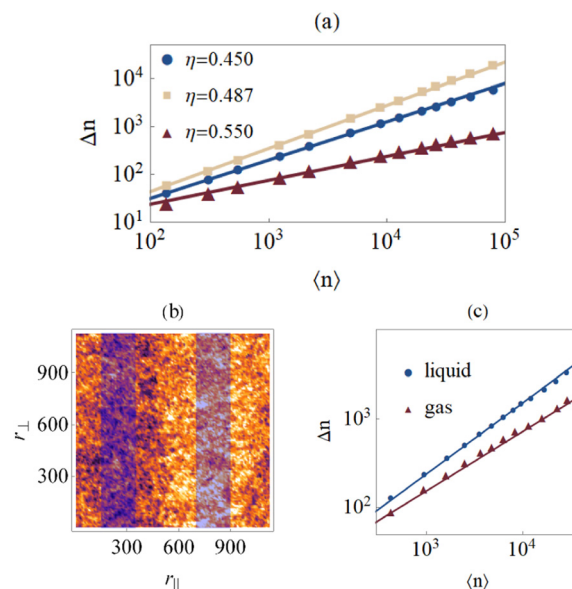 (a)
η=0.450
η=0.487
η=0.550
Δn
10⁴
10³
10²
10¹
10² 10³ 10⁴ 10⁵
⟨n⟩
(b)
r⊥
900
600
300
300 600 900
r||
(c)
liquid
gas
Δn
10³
10²
10³ 10⁴
⟨n⟩